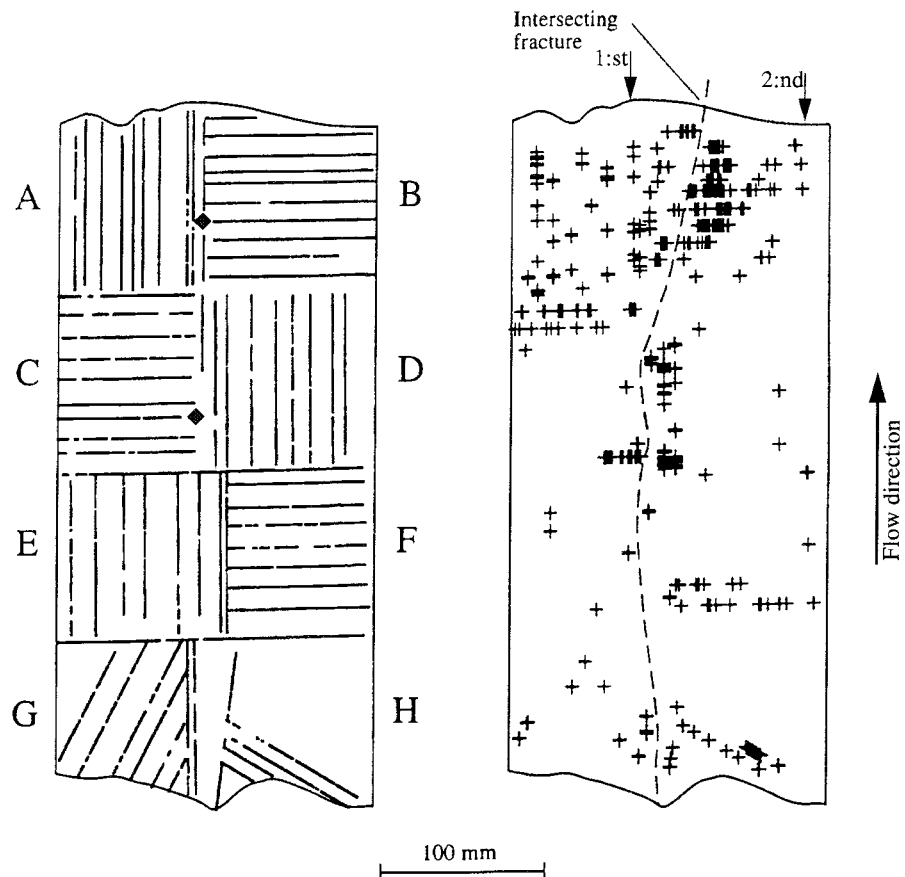 Intersecting
fracture
1:st
2:nd
A
B
C
D
E
F
G
H
Flow direction
100 mm